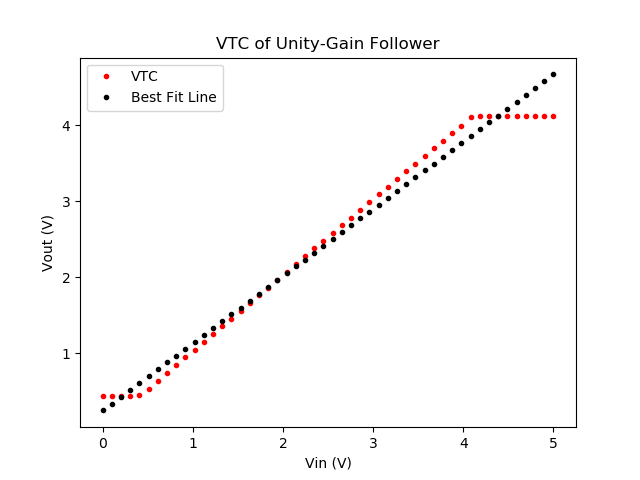 VTC of Unity-Gain Follower
VTC
Best Fit Line
Vout (V)
4
3
2
1
0 1 2 3 4 5
Vin (V)